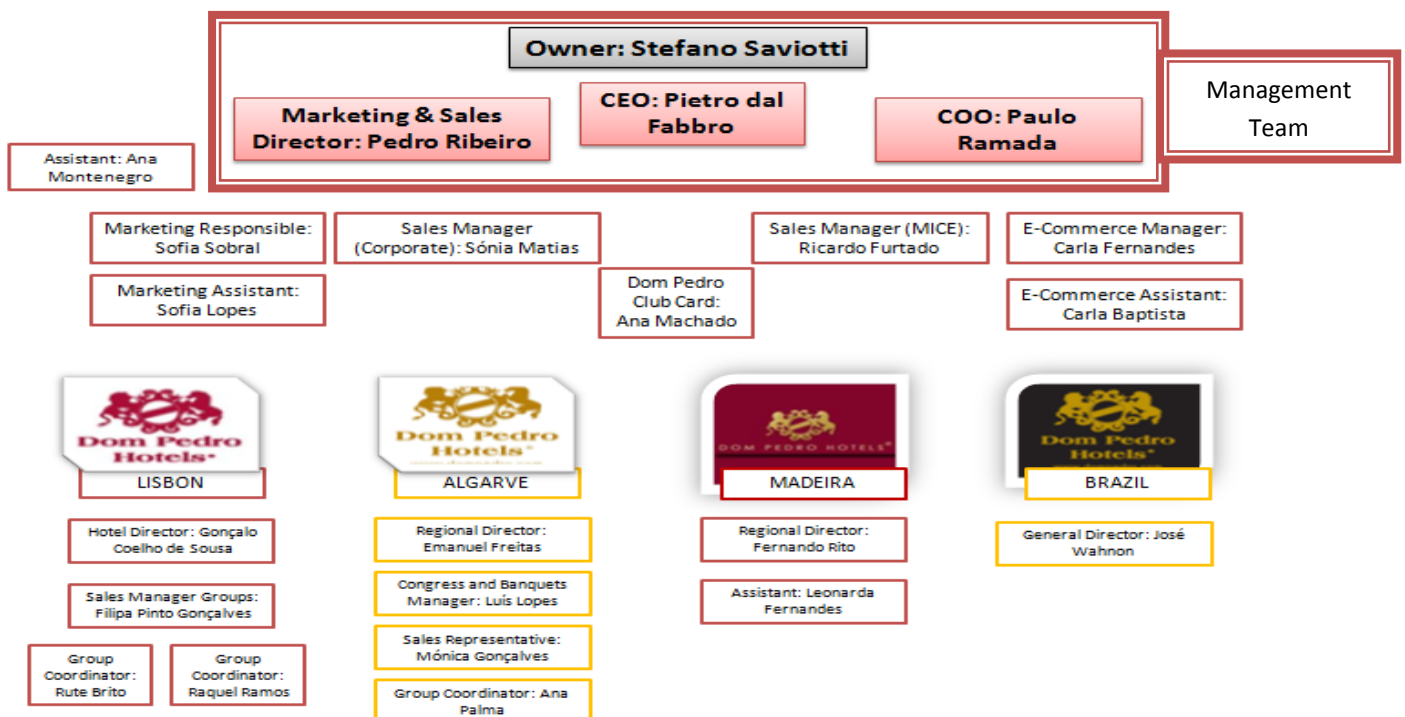 Owner: Stefano Saviotti
Management
Team
Marketing & Sales
Director: Pedro Ribeiro
CEO: Pietro dal
Fabbro
COO: Paulo
Ramada
Assistant: Ana
Montenegro
Marketing Responsible:
Sofia Sobral
Sales Manager
(Corporate): Sónia Matias
Sales Manager (MICE):
Ricardo Furtado
E-Commerce Manager:
Carla Fernandes
Marketing Assistant:
Sofia Lopes
Dom Pedro
Club Card:
Ana Machado
E-Commerce Assistant:
Carla Baptista
Dom Pedro
Hotels
LISBON
Dom Pedro
Hotels
ALGARVE
DOM PEDRO HOTELS
MADEIRA
Dom Pedro
Hotels
BRAZIL
Hotel Director: Gonçalo
Coelho de Sousa
Sales Manager Groups:
Filipa Pinto Gonçalves
Group
Coordinator:
Rute Brito
Group
Coordinator:
Raquel Ramos
Regional Director:
Emanuel Freitas
Congress and Banquets
Manager: Luís Lopes
Sales Representative:
Mónica Gonçalves
Group Coordinator: Ana
Palma
Regional Director:
Fernando Rito
Assistant: Leonarda
Fernandes
General Director: José
Wahnon